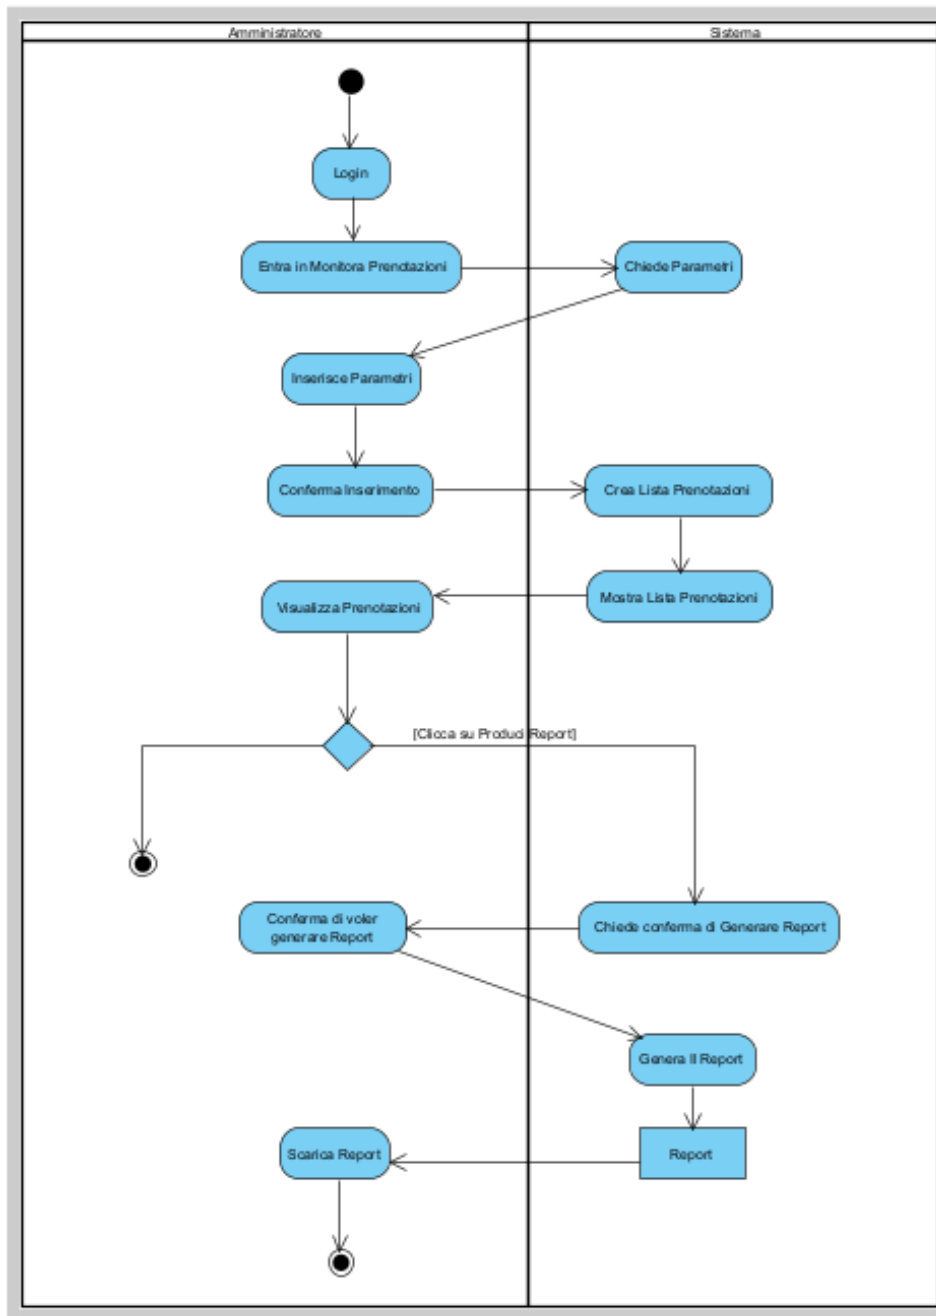 Amministratore
Sistema
Login
Entra in Monitora Prenotazioni
Chiede Parametri
Inserisce Parametri
Conferma Inserimento
Crea Lista Prenotazioni
Visualizza Prenotazioni
Mostra Lista Prenotazioni
[Clicca su Produci Report]
Conferma di voler
generare Report
Chiede conferma di Generare Report
Genera Il Report
Scarica Report
Report